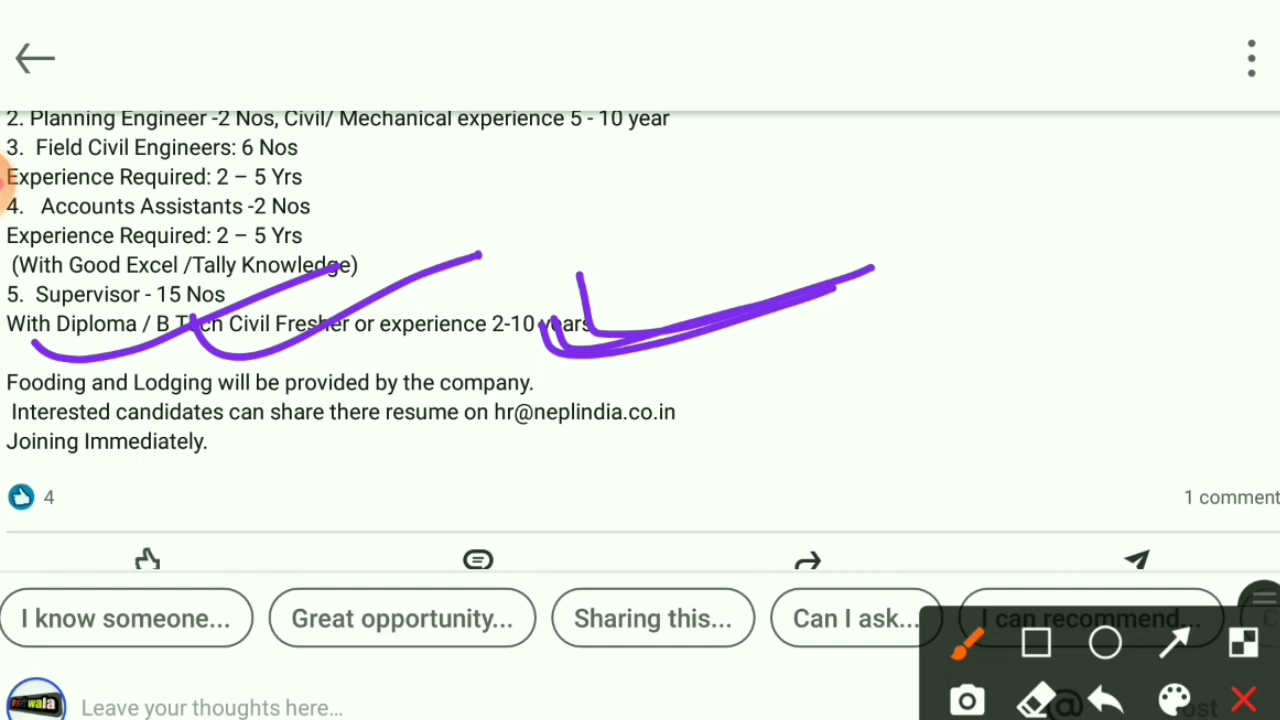 2. Planning Engineer -2 Nos, Civil/ Mechanical experience 5 - 10 year
3. Field Civil Engineers: 6 Nos
Experience Required: 2 – 5 Yrs
4. Accounts Assistants -2 Nos
Experience Required: 2 – 5 Yrs
(With Good Excel /Tally Knowledge)
5. Supervisor - 15 Nos
With Diploma / B Tech Civil Fresher or experience 2-10 years
Fooding and Lodging will be provided by the company.
Interested candidates can share there resume on hr@neplindia.co.in
Joining Immediately.
4
1 comment
I know someone... Great opportunity... Sharing this... Can I ask... I can recommend...
wala
Leave your thoughts here... @